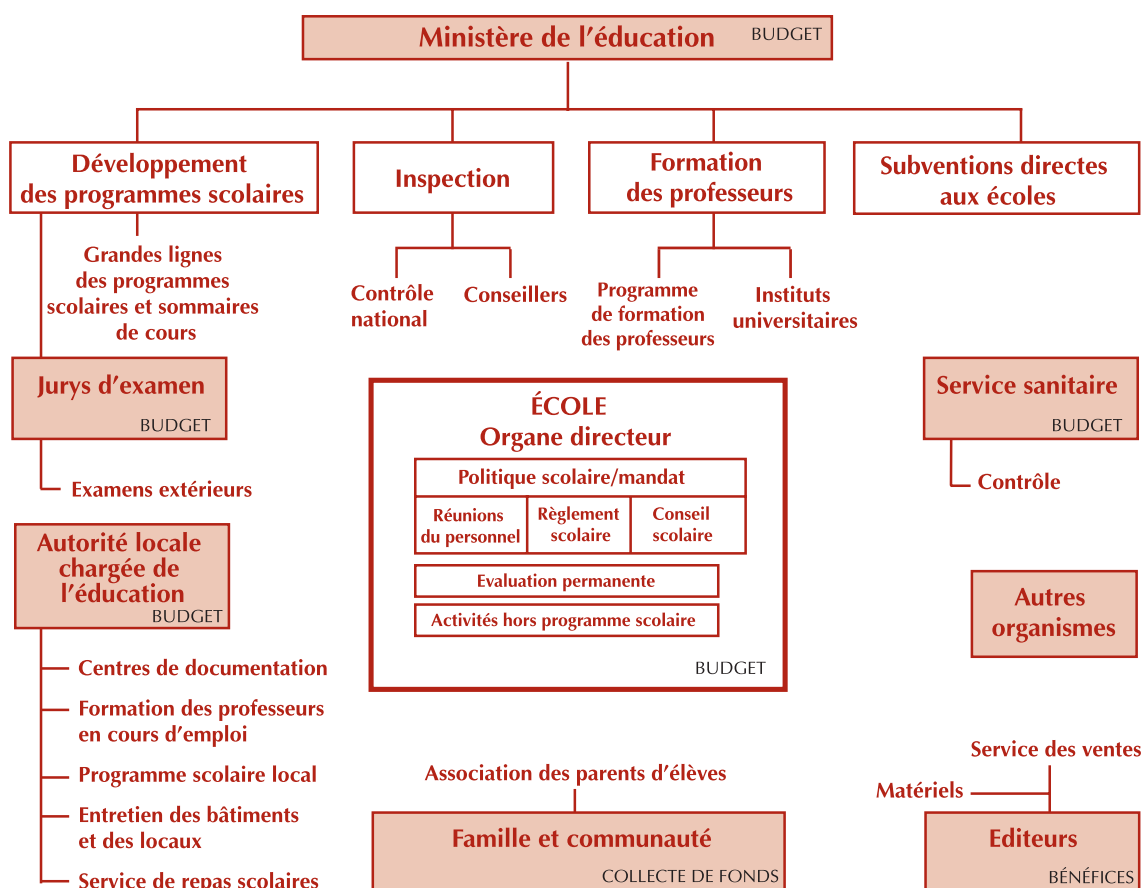 Ministère de l'éducation BUDGET
Développement
des programmes scolaires
Inspection
Formation
des professeurs
Subventions directes
aux écoles
Grandes lignes
des programmes
scolaires et sommaires
de cours
Contrôle
national
Conseillers
Programme
de formation
des professeurs
Instituts
universitaires
Jurys d'examen
BUDGET
Examens extérieurs
ÉCOLE
Organe directeur
Politique scolaire/mandat
Réunions
du personnel
Règlement
scolaire
Conseil
scolaire
Evaluation permanente
Activités hors programme scolaire
BUDGET
Service sanitaire
BUDGET
Contrôle
Autorité locale
chargée de
l'éducation
BUDGET
Centres de documentation
Formation des professeurs
en cours d'emploi
Programme scolaire local
Entretien des bâtiments
et des locaux
Service de repas scolaires
Autres
organismes
Association des parents d'élèves
Famille et communauté
COLLECTE DE FONDS
Service des ventes
Matériels
Editeurs
BÉNÉFICES